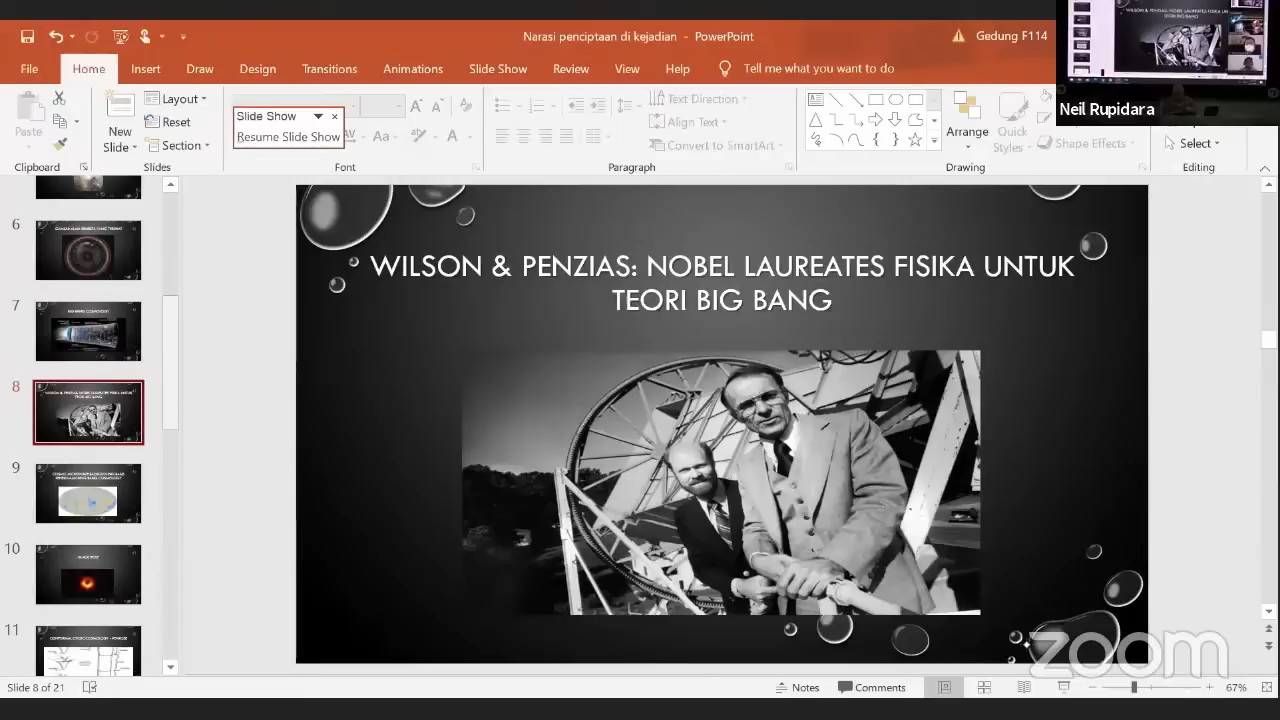 Narasi penciptaan di kejadian - PowerPoint
Gedung F114
File Home Insert Draw Design Transitions Animations Slide Show Review View Help Tell me what you want to do
Neil Rupidara
Paste
Clipboard
New
Slide
Layout
Reset
Section
Slides
Slide Show
Resume Slide Show
Font
Text Direction
Align Text
Convert to SmartArt
Paragraph
Arrange
Quick
Styles
Shape Effects
Drawing
Select
Editing
6
7
8
9
10
11
WILSON & PENZIAS: NOBEL LAUREATES FISIKA UNTUK
TEORI BIG BANG
zoom
Slide 8 of 21
Notes
Comments
67%